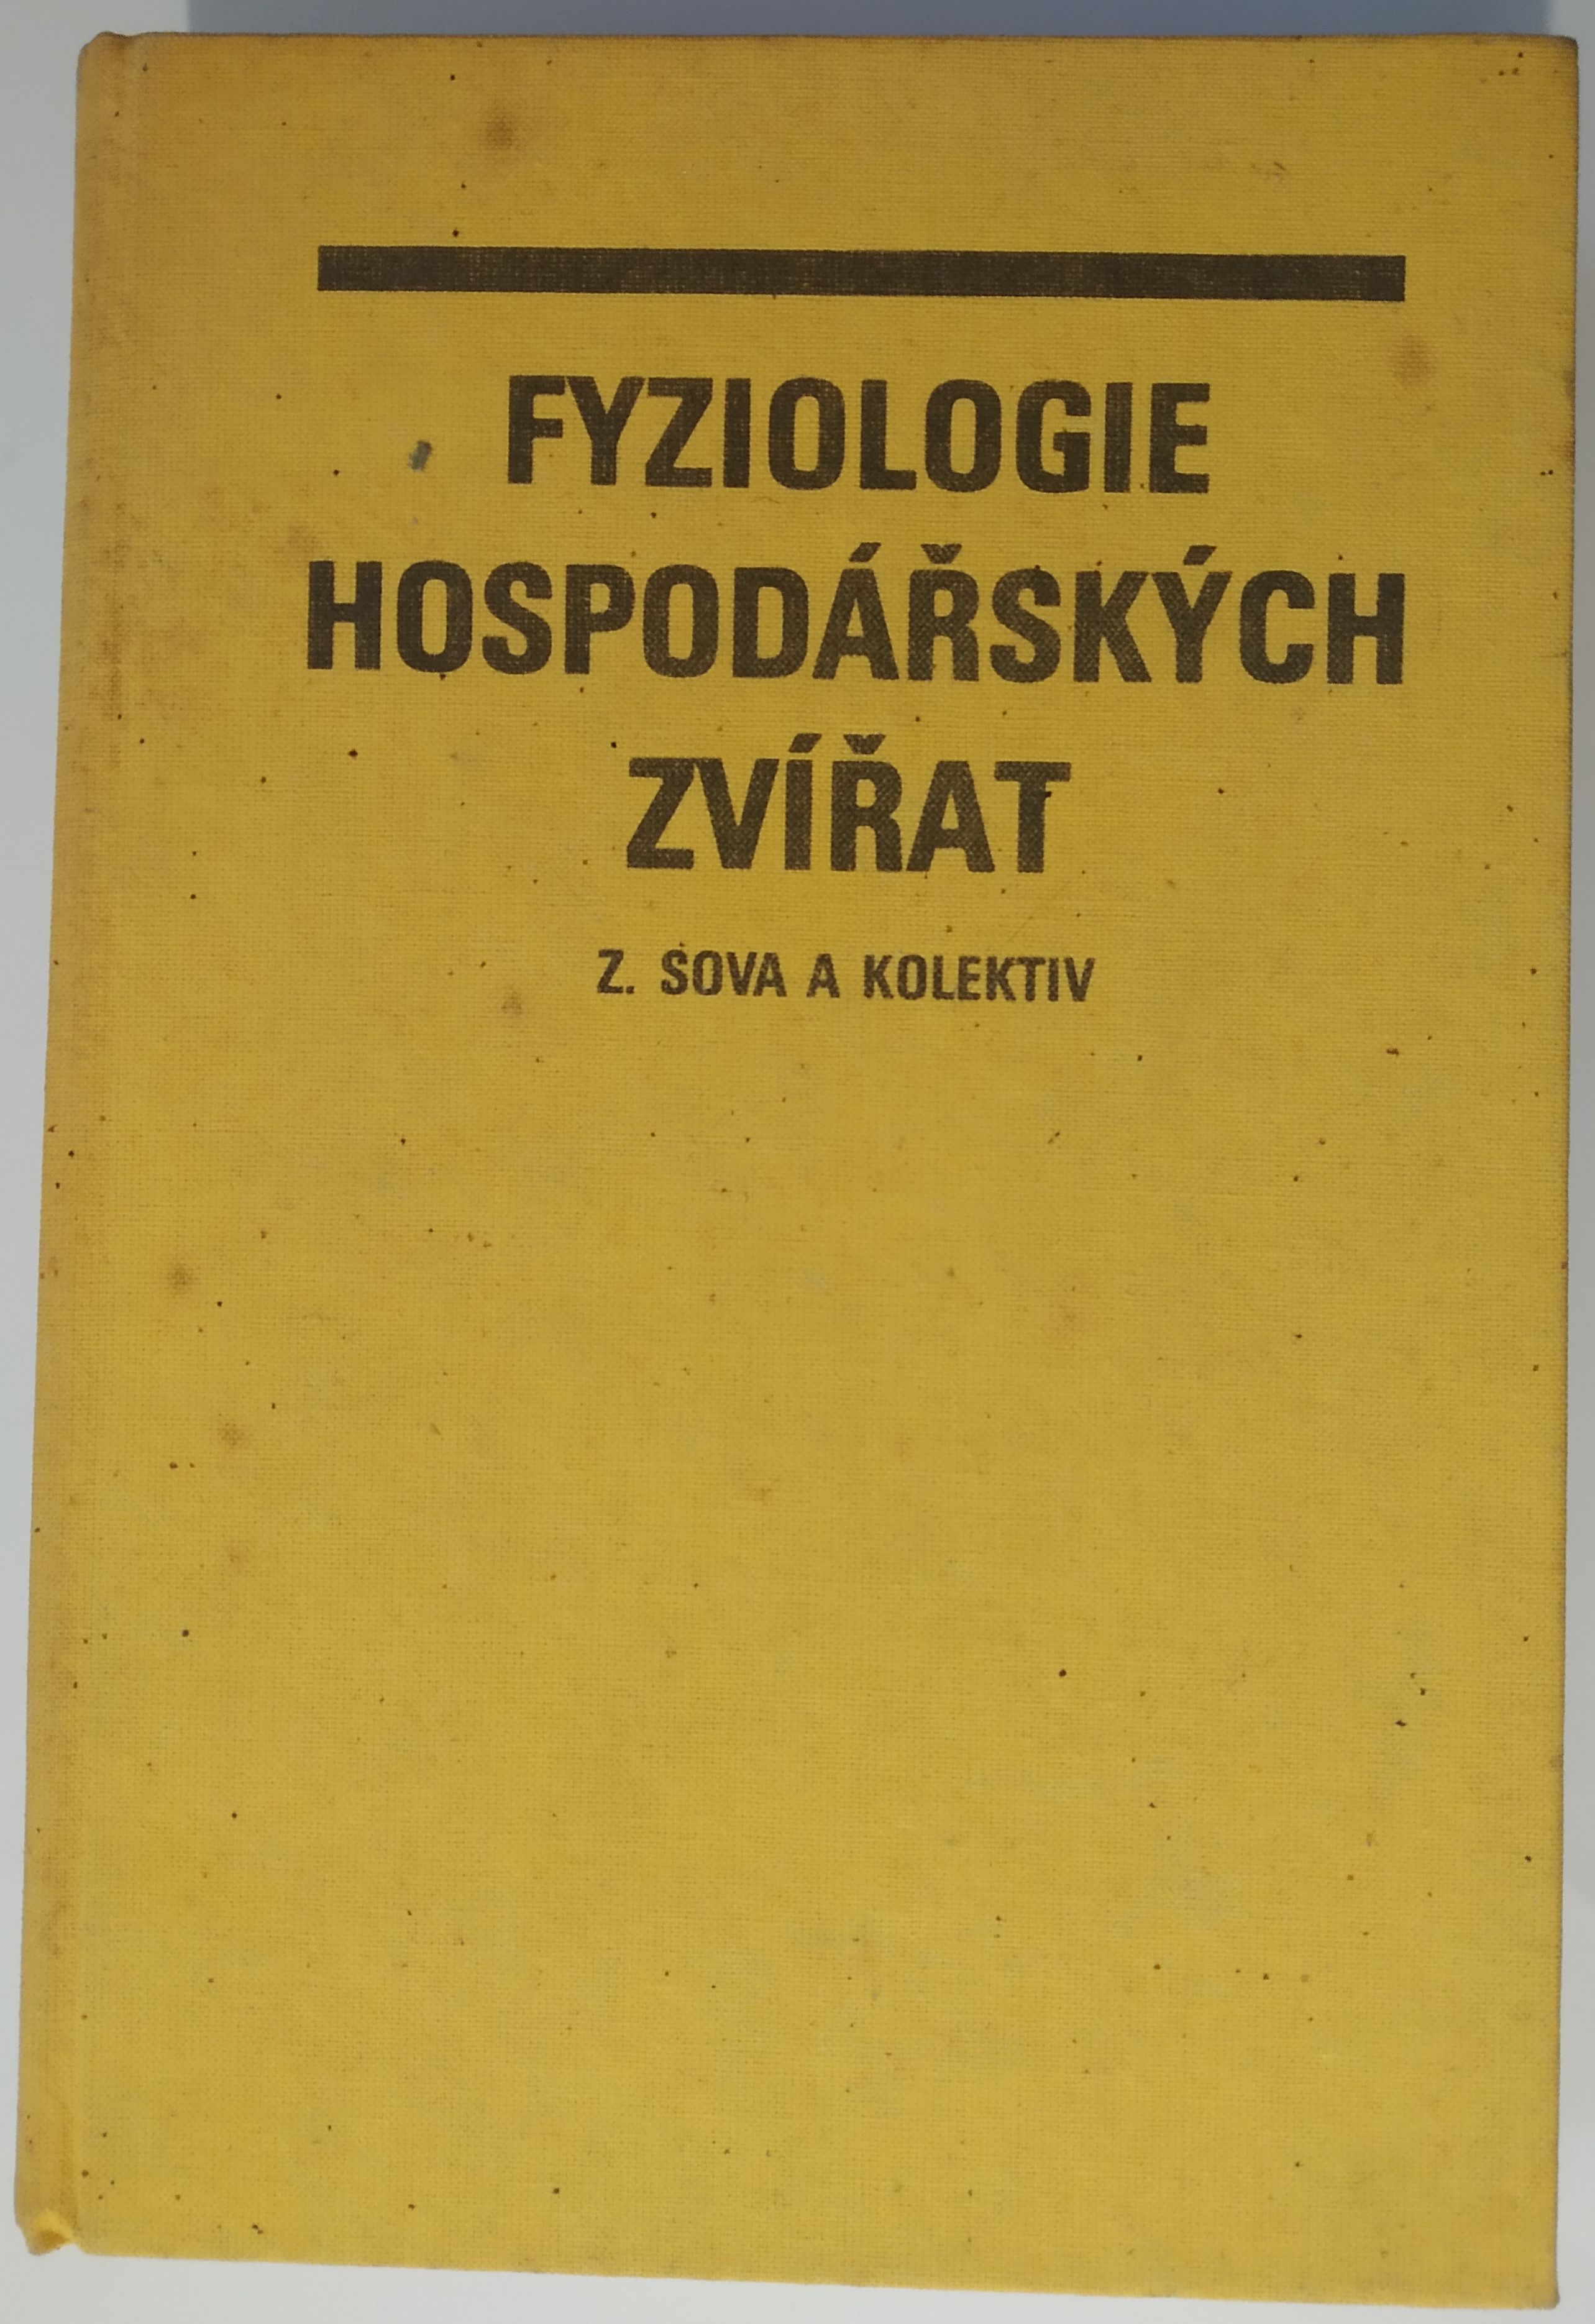 FYZIOLOGIE
HOSPODÁŘSKÝCH
ZVÍŘAT
Z. SOVA A KOLEKTIV